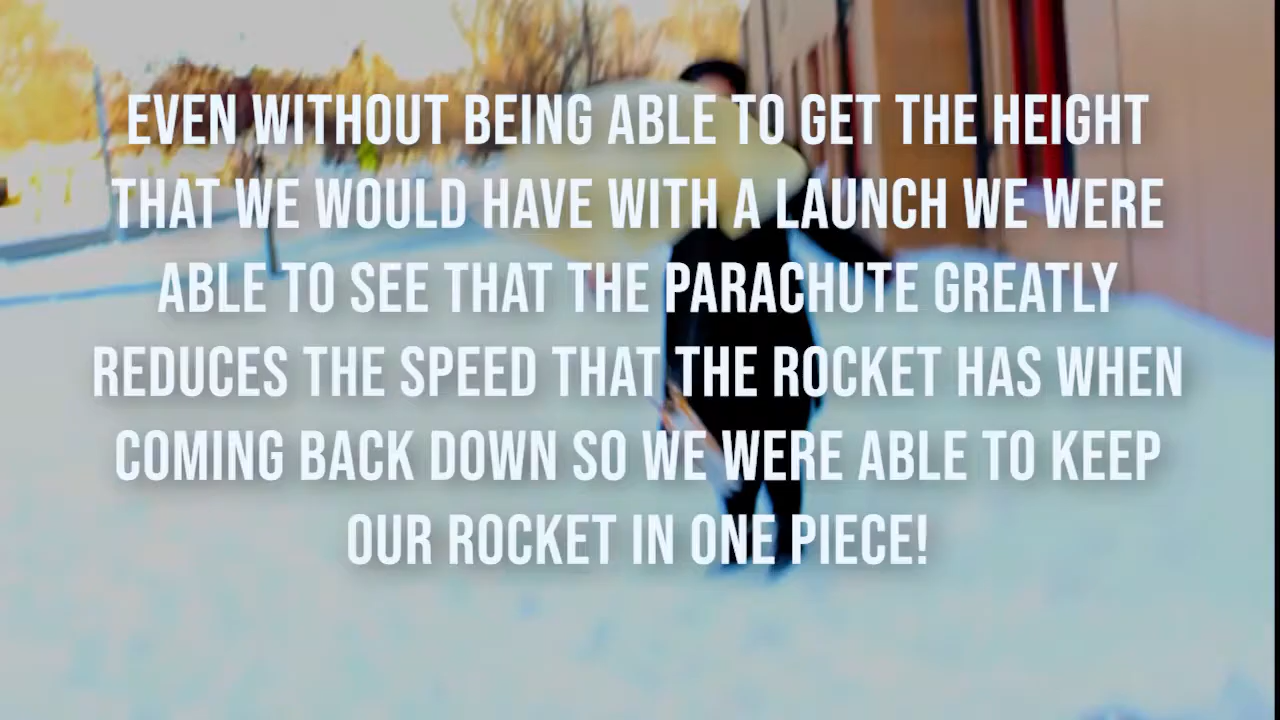 EVEN WITHOUT BEING ABLE TO GET THE HEIGHT
THAT WE WOULD HAVE WITH A LAUNCH WE WERE
ABLE TO SEE THAT THE PARACHUTE GREATLY
REDUCES THE SPEED THAT THE ROCKET HAS WHEN
COMING BACK DOWN SO WE WERE ABLE TO KEEP
OUR ROCKET IN ONE PIECE!